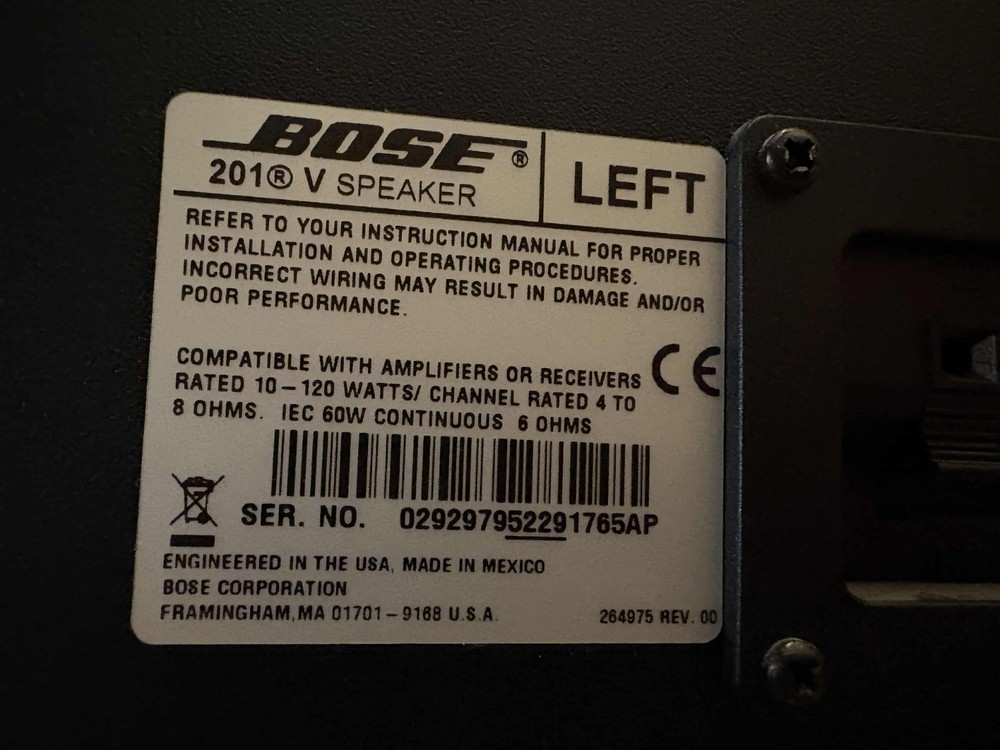 BOSE®
201® V SPEAKER
LEFT
REFER TO YOUR INSTRUCTION MANUAL FOR PROPER
INSTALLATION AND OPERATING PROCEDURES.
INCORRECT WIRING MAY RESULT IN DAMAGE AND/OR
POOR PERFORMANCE.
COMPATIBLE WITH AMPLIFIERS OR RECEIVERS
RATED 10–120 WATTS/ CHANNEL RATED 4 TO
8 OHMS. IEC 60W CONTINUOUS 6 OHMS
CE
SER. NO. 029297952291765AP
ENGINEERED IN THE USA, MADE IN MEXICO
BOSE CORPORATION
FRAMINGHAM,MA 01701–9168 U.S.A.
264975 REV. 00